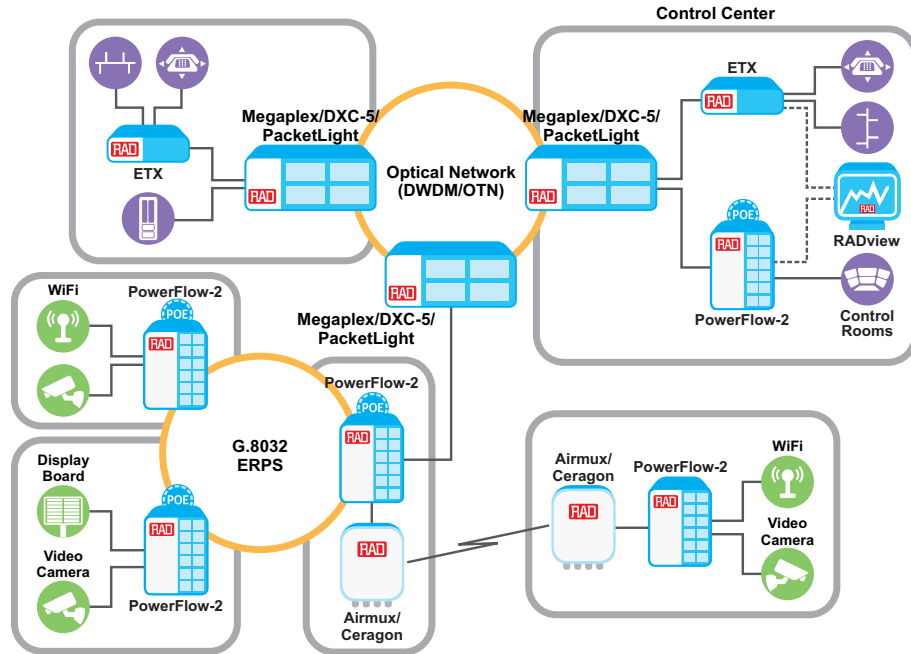 Control Center
ETX
Megaplex/DXC-5/
PacketLight
RAD
ETX
RAD
Optical Network
(DWDM/OTN)
Megaplex/DXC-5/
PacketLight
RAD
RAD
POE
RAD
PowerFlow-2
RAD
RADview
Control
Rooms
RAD
Megaplex/DXC-5/
PacketLight
WiFi
PowerFlow-2
POE
RAD
G.8032
ERPS
PowerFlow-2
POE
RAD
RAD
Airmux/
Ceragon
Display
Board
Video
Camera
POE
RAD
PowerFlow-2
Airmux/
Ceragon
RAD
PowerFlow-2
RAD
WiFi
Video
Camera